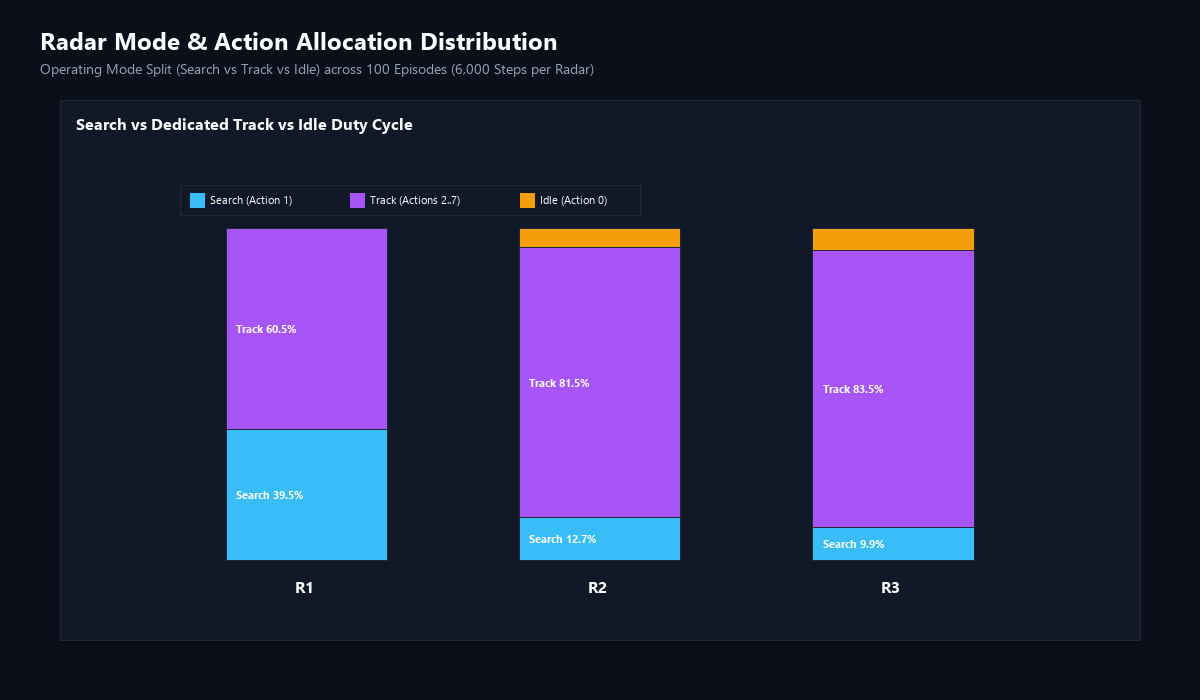 Radar Mode & Action Allocation Distribution
Operating Mode Split (Search vs Track vs Idle) across 100 Episodes (6,000 Steps per Radar)
Search vs Dedicated Track vs Idle Duty Cycle
Search (Action 1) Track (Actions 2..7) Idle (Action 0)
Track 60.5%
Track 81.5%
Track 83.5%
Search 39.5%
Search 12.7%
Search 9.9%
R1 R2 R3